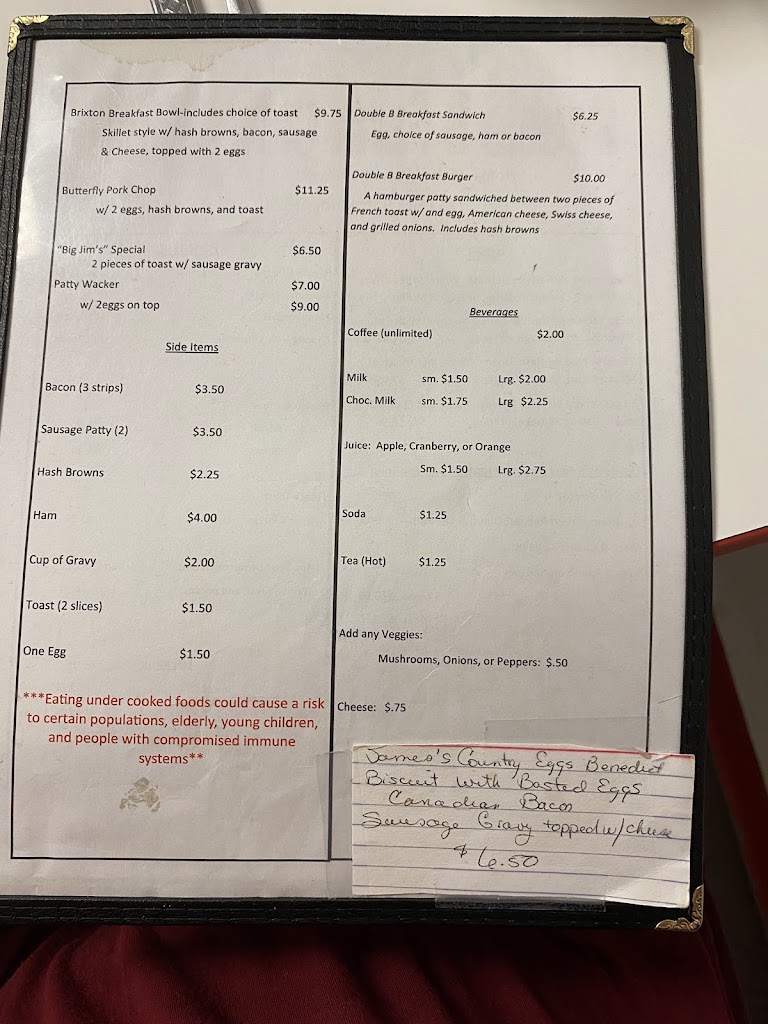 Brixton Breakfast Bowl-includes choice of toast $9.75
Skillet style w/ hash browns, bacon, sausage
& Cheese, topped with 2 eggs
Butterfly Pork Chop $11.25
w/ 2 eggs, hash browns, and toast
"Big Jim's" Special $6.50
2 pieces of toast w/ sausage gravy
Patty Wacker $7.00
w/ 2eggs on top $9.00
Side Items
Bacon (3 strips) $3.50
Sausage Patty (2) $3.50
Hash Browns $2.25
Ham $4.00
Cup of Gravy $2.00
Toast (2 slices) $1.50
One Egg $1.50
***Eating under cooked foods could cause a risk
to certain populations, elderly, young children,
and people with compromised immune
systems**
Double B Breakfast Sandwich $6.25
Egg, choice of sausage, ham or bacon
Double B Breakfast Burger $10.00
A hamburger patty sandwiched between two pieces of
French toast w/ and egg, American cheese, Swiss cheese,
and grilled onions. Includes hash browns
Beverages
Coffee (unlimited) $2.00
Milk sm. $1.50 Lrg. $2.00
Choc. Milk sm. $1.75 Lrg $2.25
Juice: Apple, Cranberry, or Orange
Sm. $1.50 Lrg. $2.75
Soda $1.25
Tea (Hot) $1.25
Add any Veggies:
Mushrooms, Onions, or Peppers: $.50
Cheese: $.75
James's Country Eggs Benedict
Biscuit with Basted Eggs
Canadian Bacon
Sausage Gravy topped w/ cheese
$6.50